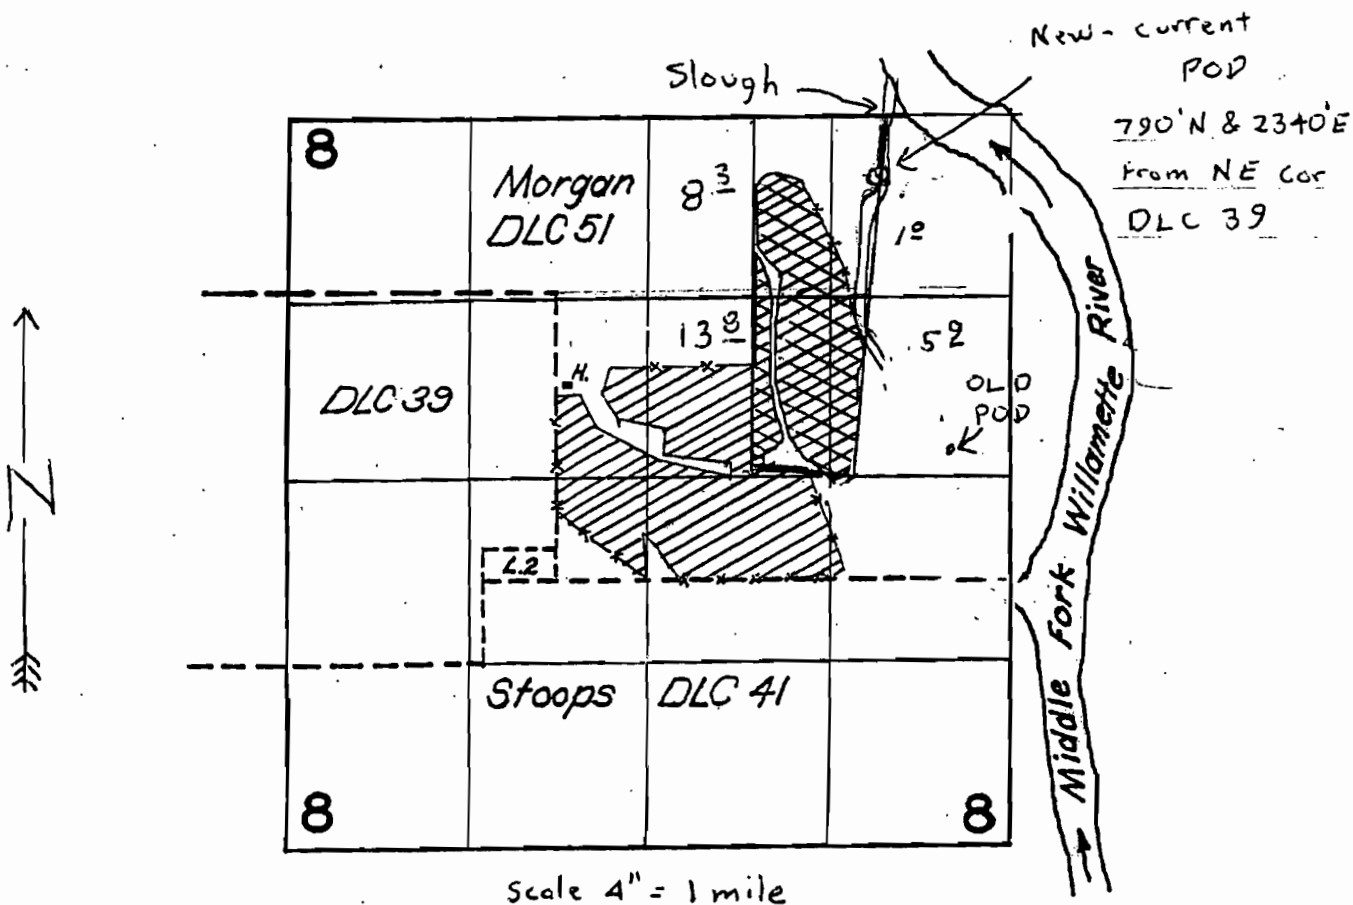 New-current
POD
790'N & 2340'E
from NE Cor
DLC 39
Slough
8
Morgan
DLC 51
8 3
1 0
13 8
5 9
DLC 39
H.
OLD
POD
N
L.2
Stoops DLC 41
8
8
Middle Fork Willamette River
Scale 4" = 1 mile